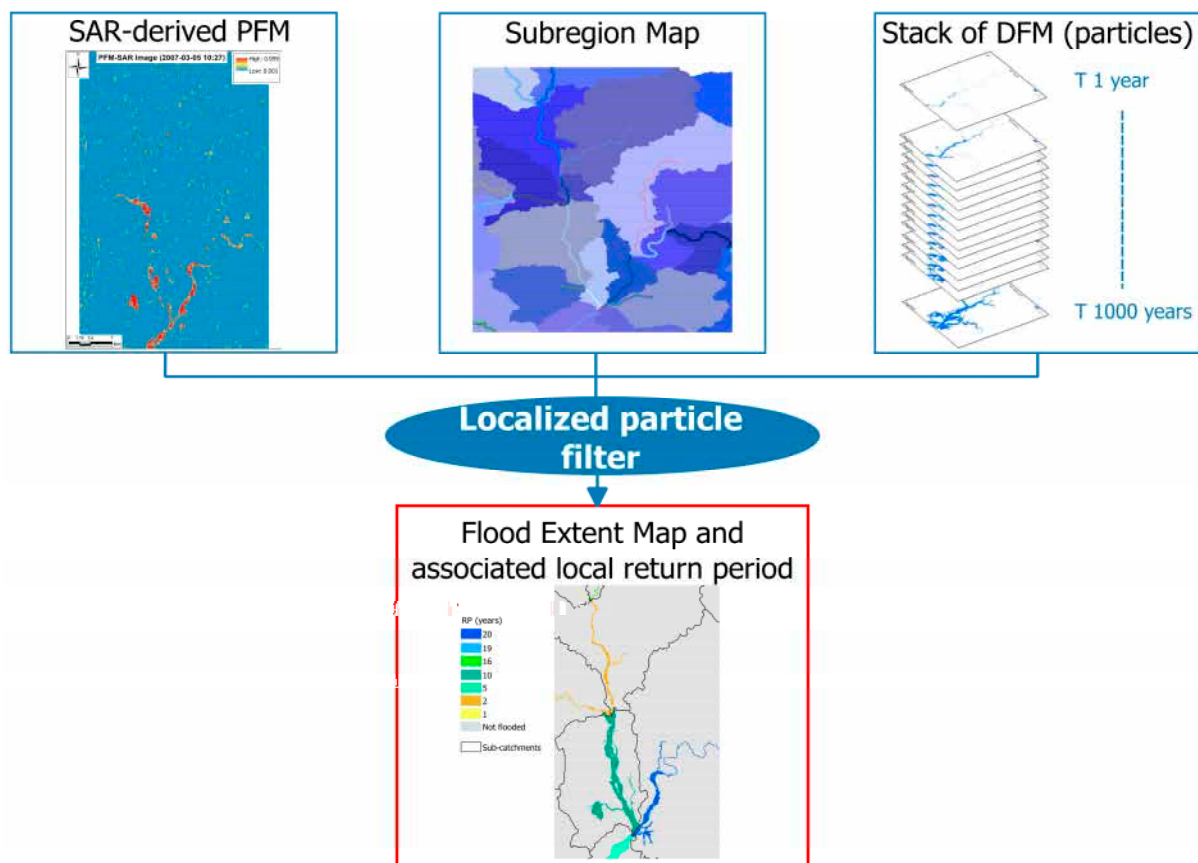 SAR-derived PFM
PFM-SAR Image (2007-03-05 10:27)
High: 0.999
Low: 0.001
Subregion Map
Stack of DFM (particles)
T 1 year
T 1000 years
Localized particle
filter
Flood Extent Map and
associated local return period
RP (years)
20
19
16
10
5
2
1
Not flooded
Sub-catchments